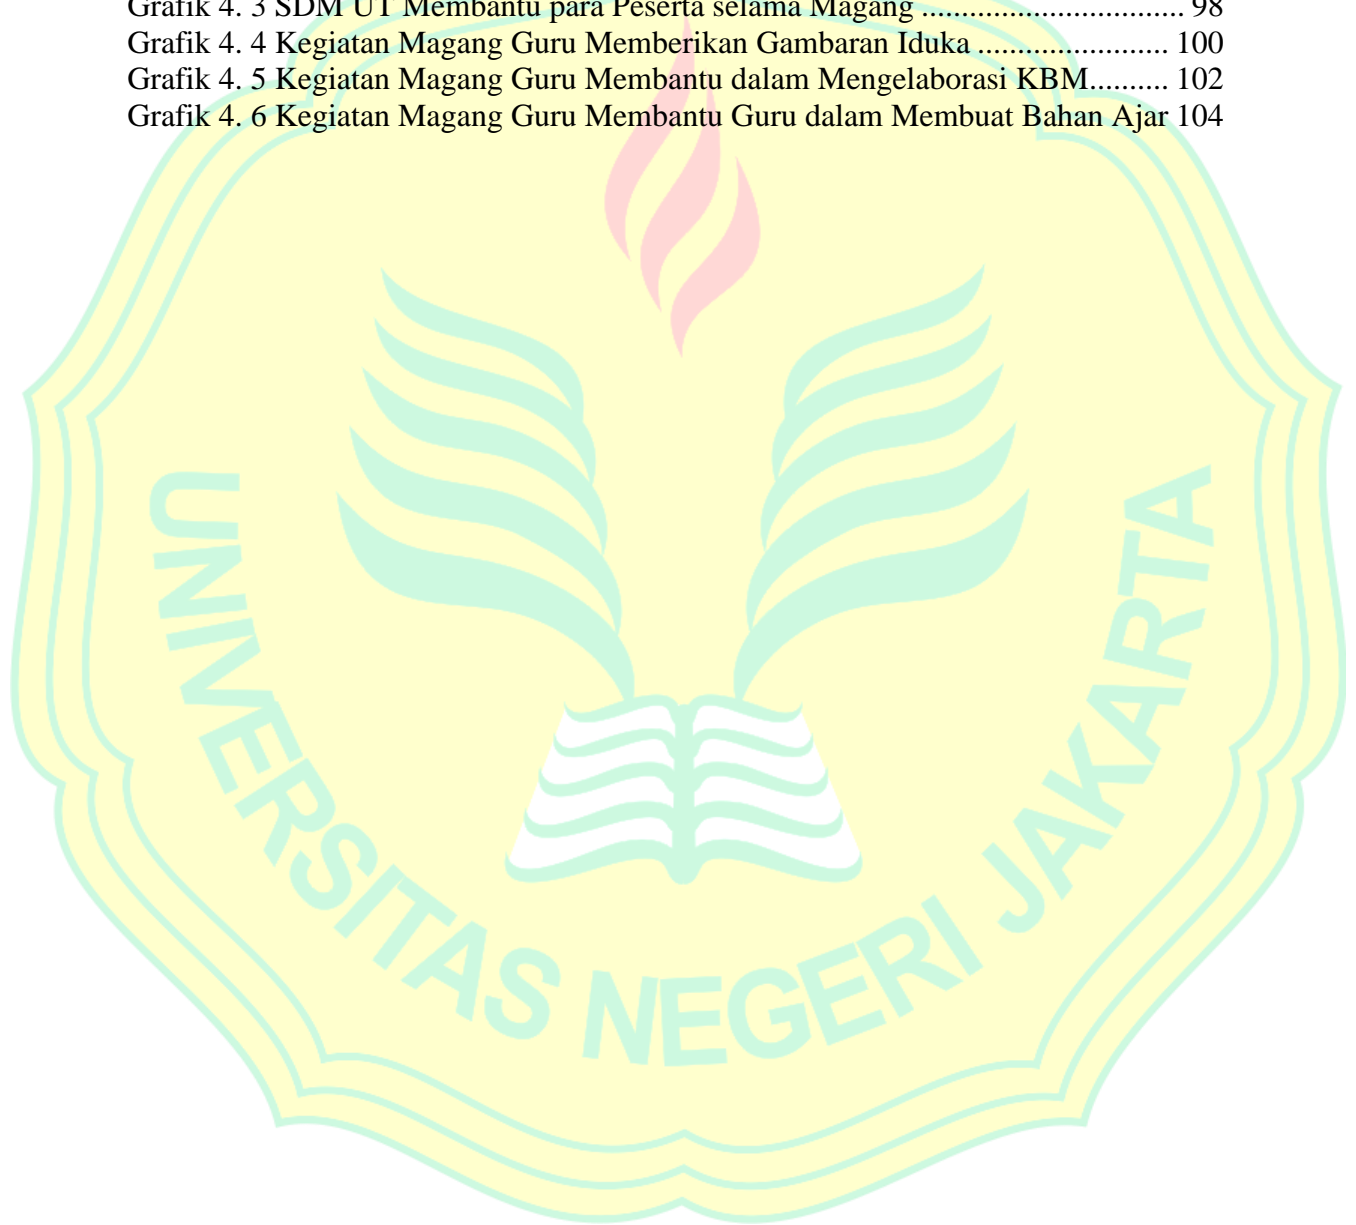 Grafik 4. 3 SDM UT Membantu para Peserta selama Magang ................................. 98
Grafik 4. 4 Kegiatan Magang Guru Memberikan Gambaran Iduka ........................ 100
Grafik 4. 5 Kegiatan Magang Guru Membantu dalam Mengelaborasi KBM.......... 102
Grafik 4. 6 Kegiatan Magang Guru Membantu Guru dalam Membuat Bahan Ajar 104
UNIVERSITAS NEGERI JAKARTA